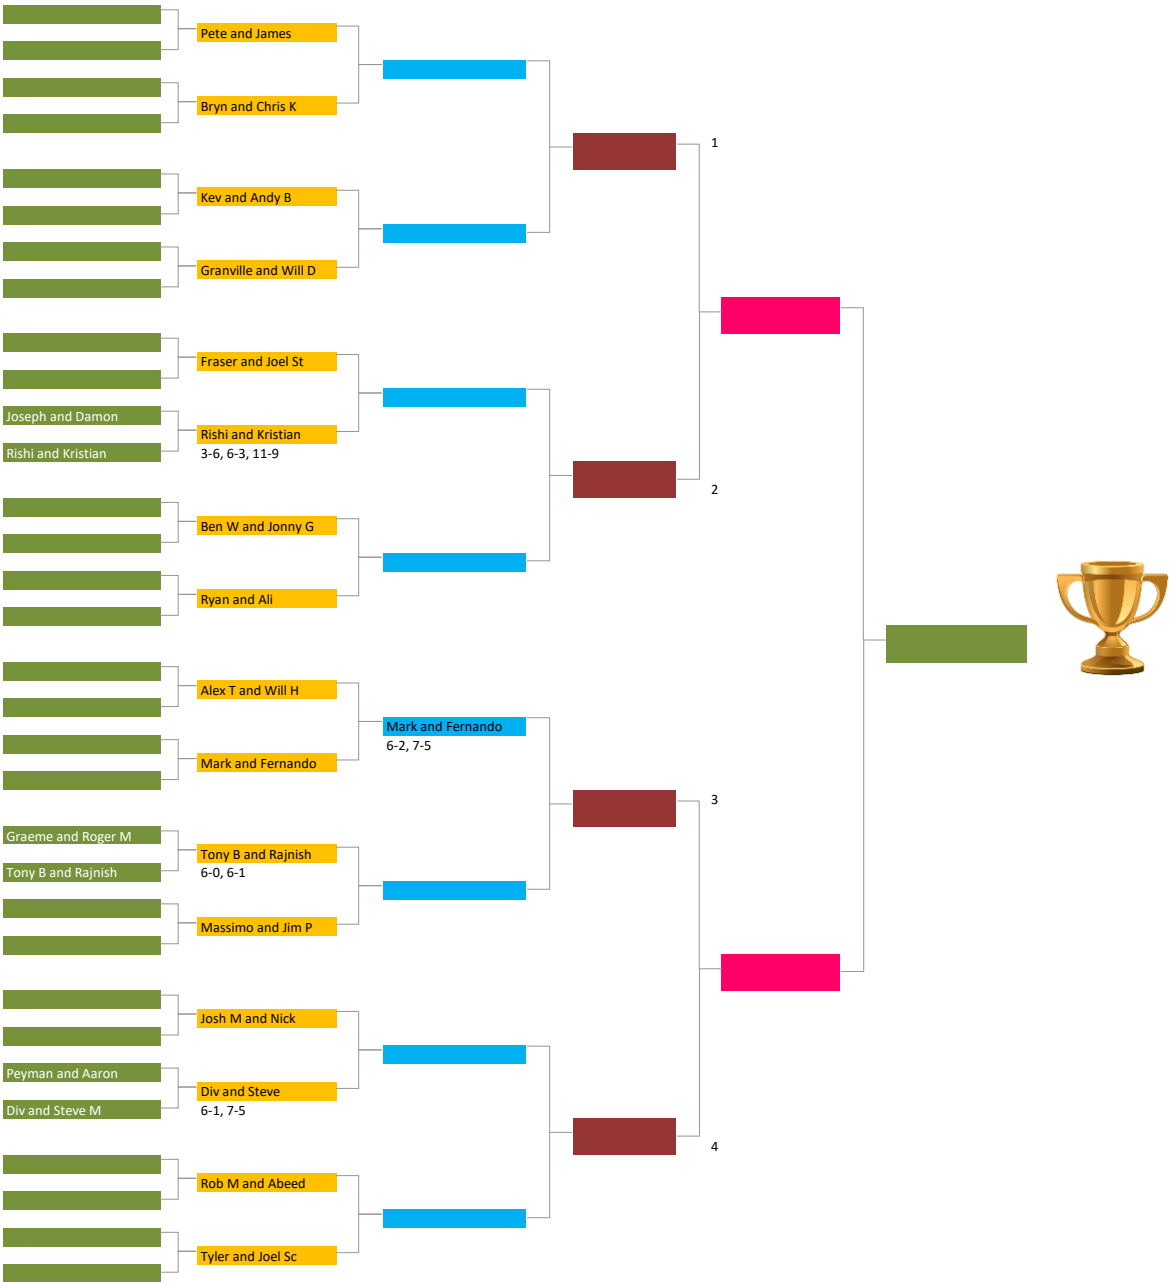 Pete and James
Bryn and Chris K
1
Kev and Andy B
Granville and Will D
Fraser and Joel St
Joseph and Damon
Rishi and Kristian
Rishi and Kristian
3-6, 6-3, 11-9
2
Ben W and Jonny G
Ryan and Ali
Alex T and Will H
Mark and Fernando
6-2, 7-5
Mark and Fernando
3
Graeme and Roger M
Tony B and Rajnish
Tony B and Rajnish
6-0, 6-1
Massimo and Jim P
Josh M and Nick
Peyman and Aaron
Div and Steve
Div and Steve M
6-1, 7-5
4
Rob M and Abeed
Tyler and Joel Sc